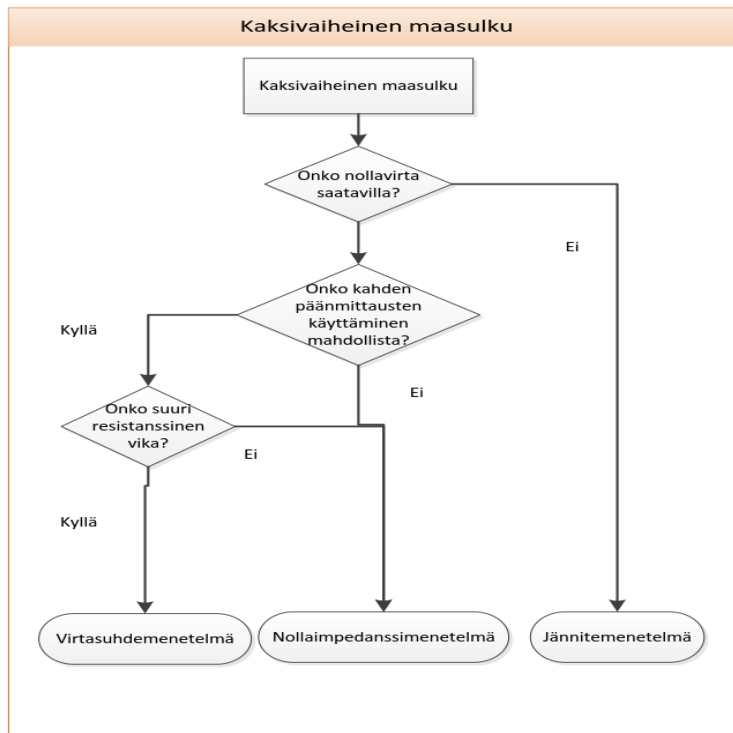 Kaksivaiheinen maasulku
Kaksivaiheinen maasulku
Onko nollavirta
saatavilla?
Ei
Onko kahden
päänmittausten
käyttäminen
mahdollista?
Kyllä
Ei
Onko suuri
resistanssinen
vika?
Ei
Kyllä
Virtasuhdemenetelmä
Nollaimpedanssimenetelmä
Jännitemenetelmä